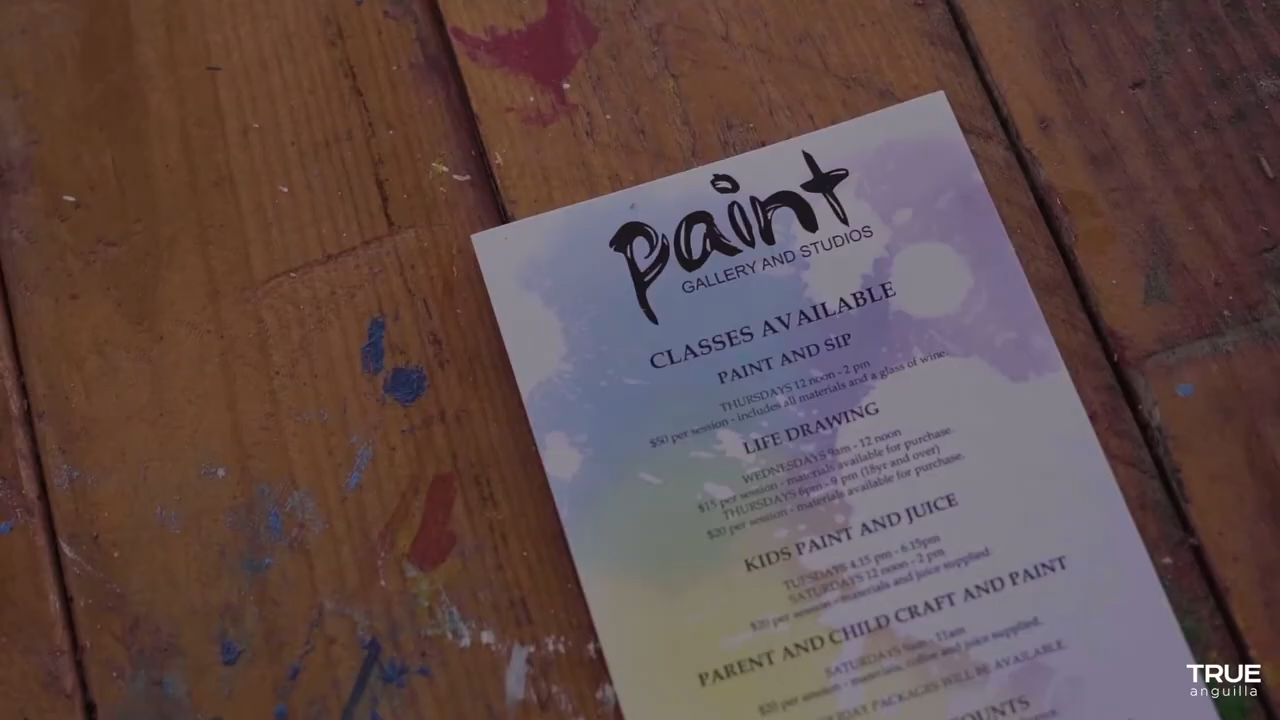 paint
GALLERY AND STUDIOS
CLASSES AVAILABLE
PAINT AND SIP
THURSDAYS 12 noon - 2 pm
$50 per session - includes all materials and a glass of wine.
LIFE DRAWING
WEDNESDAYS 9am - 12 noon
$15 per session - materials available for purchase.
THURSDAYS 6pm - 9 pm (18yr and over)
$20 per session - materials available for purchase.
KIDS PAINT AND JUICE
TUESDAYS 4.15 pm - 6.15pm
SATURDAYS 12 noon - 2 pm
$20 per session - materials and juice supplied.
PARENT AND CHILD CRAFT AND PAINT
SATURDAYS 9am - 11am
$20 per session - materials, coffee and juice supplied.
PACKAGES WILL BE AVAILABLE
TRUE
anguilla